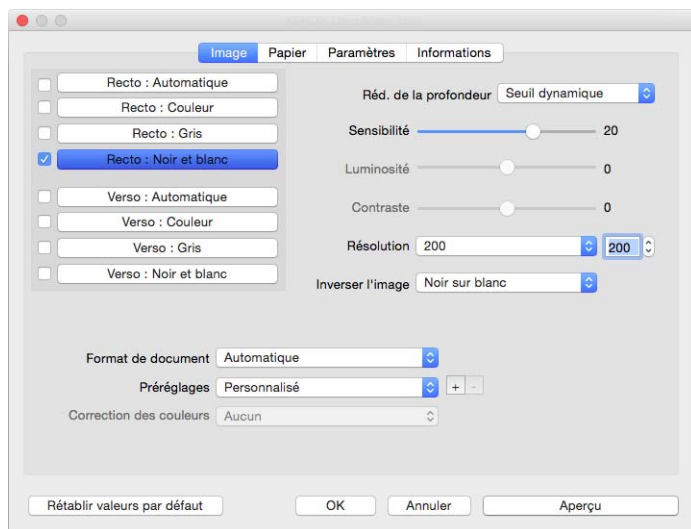 Image Papier Paramètres Informations
Recto : Automatique
Recto : Couleur
Recto : Gris
Recto : Noir et blanc
Verso : Automatique
Verso : Couleur
Verso : Gris
Verso : Noir et blanc
Réd. de la profondeur Seuil dynamique
Sensibilité 20
Luminosité 0
Contraste 0
Résolution 200 200
Inverser l'image Noir sur blanc
Format de document Automatique
Préréglages Personnalisé + -
Correction des couleurs Aucun
Rétablir valeurs par défaut OK Annuler Aperçu